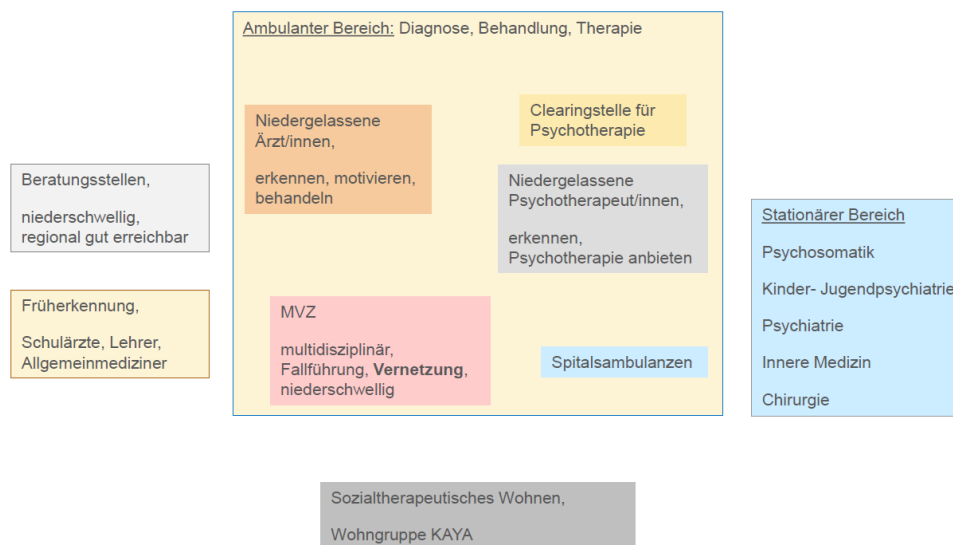 Ambulanter Bereich: Diagnose, Behandlung, Therapie
Niedergelassene
Ärzt/innen,
erkennen, motivieren,
behandeln
Clearingstelle für
Psychotherapie
Beratungsstellen,
niederschwellig,
regional gut erreichbar
Niedergelassene
Psychotherapeut/innen,
erkennen,
Psychotherapie anbieten
Stationärer Bereich
Psychosomatik
Kinder- Jugendpsychiatrie
Psychiatrie
Innere Medizin
Chirurgie
Früherkennung,
Schulärzte, Lehrer,
Allgemeinmediziner
MVZ
multidisziplinär,
Fallführung, Vernetzung,
niederschwellig
Spitalsambulanzen
Sozialtherapeutisches Wohnen,
Wohngruppe KAYA